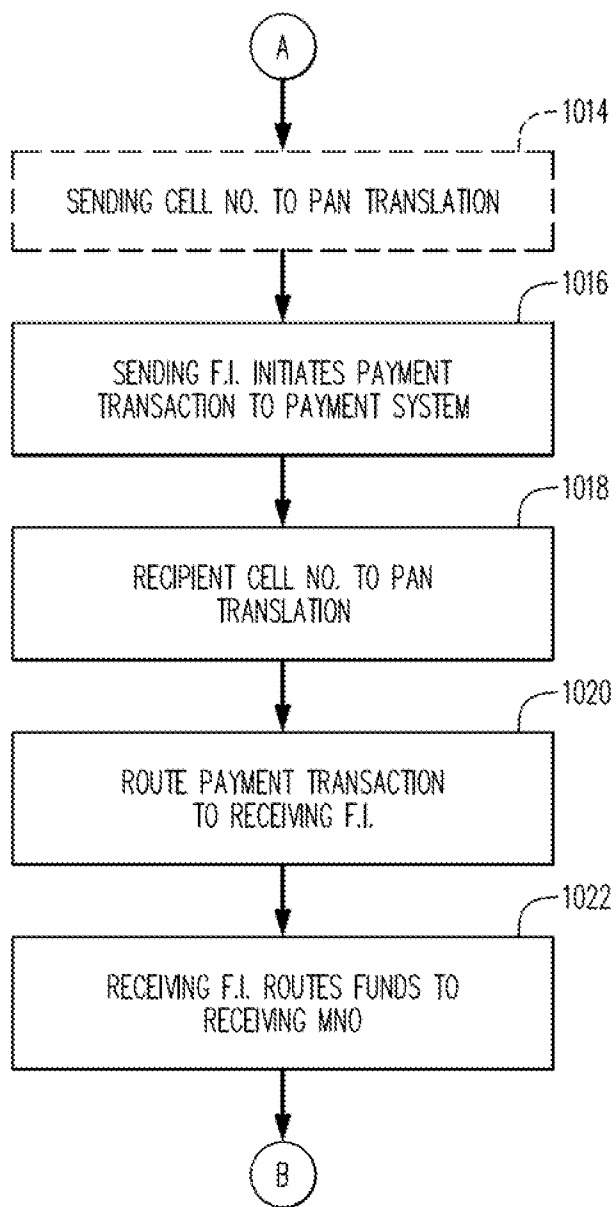 A
1014
SENDING CELL NO. TO PAN TRANSLATION
1016
SENDING F.I. INITIATES PAYMENT
TRANSACTION TO PAYMENT SYSTEM
1018
RECIPIENT CELL NO. TO PAN
TRANSLATION
1020
ROUTE PAYMENT TRANSACTION
TO RECEIVING F.I.
1022
RECEIVING F.I. ROUTES FUNDS TO
RECEIVING MNO
B